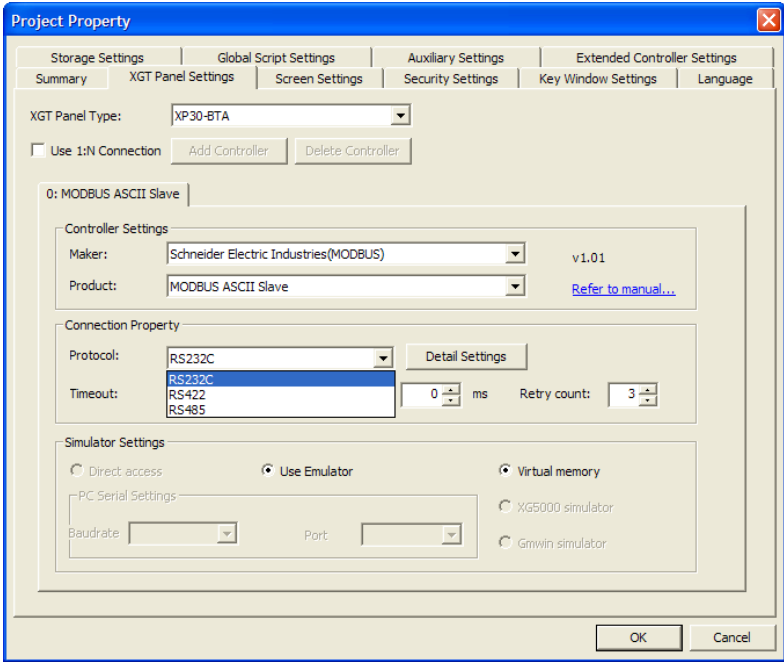 Project Property
Storage Settings Global Script Settings Auxiliary Settings Extended Controller Settings
Summary XGT Panel Settings Screen Settings Security Settings Key Window Settings Language
XGT Panel Type: XP30-BTA
Use 1:N Connection Add Controller Delete Controller
0: MODBUS ASCII Slave
Controller Settings
Maker: Schneider Electric Industries(MODBUS) v1.01
Product: MODBUS ASCII Slave Refer to manual...
Connection Property
Protocol: RS232C Detail Settings
RS232C
Timeout: RS422 0 ms Retry count: 3
RS485
Simulator Settings
Direct access Use Emulator Virtual memory
PC Serial Settings
XG5000 simulator
Baudrate Port
Gmwin simulator
OK Cancel